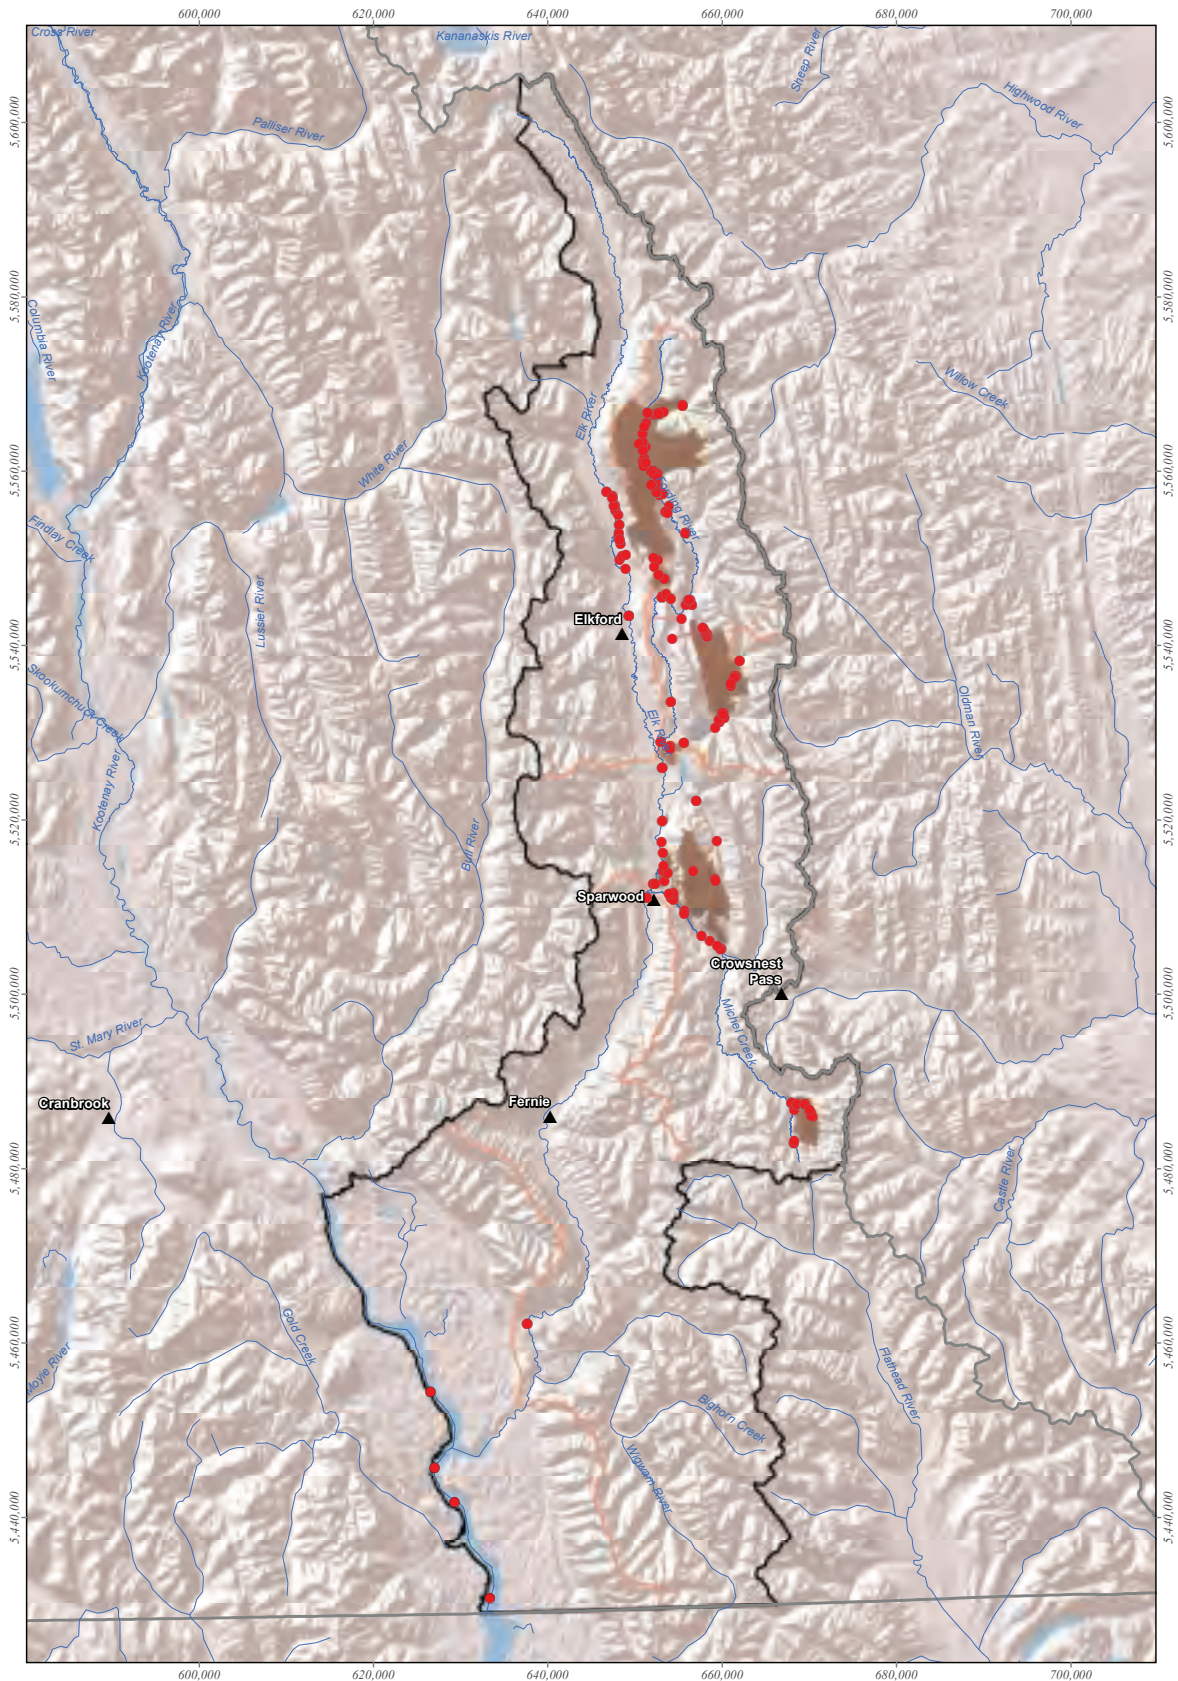 600,000
620,000
640,000
660,000
680,000
700,000
Cross River
Kananaskis River
Sheep River
Highwood River
Palliser River
5,600,000
5,600,000
5,580,000
5,580,000
Columbia River
Kootenay River
Willow Creek
Elk River
White River
5,560,000
5,560,000
Fording River
Findlay Creek
Lussier River
Elkford
5,540,000
5,540,000
Skookumchuck Creek
Oldman River
Kootenay River
Bull River
5,520,000
5,520,000
Sparwood
Crowsnest
Pass
5,500,000
5,500,000
St. Mary River
Michel Creek
Cranbrook
Fernie
5,480,000
5,480,000
Castle River
Gold Creek
5,460,000
5,460,000
Moyie River
Flathead River
Bighorn Creek
Wigwam River
5,440,000
5,440,000
600,000
620,000
640,000
660,000
680,000
700,000